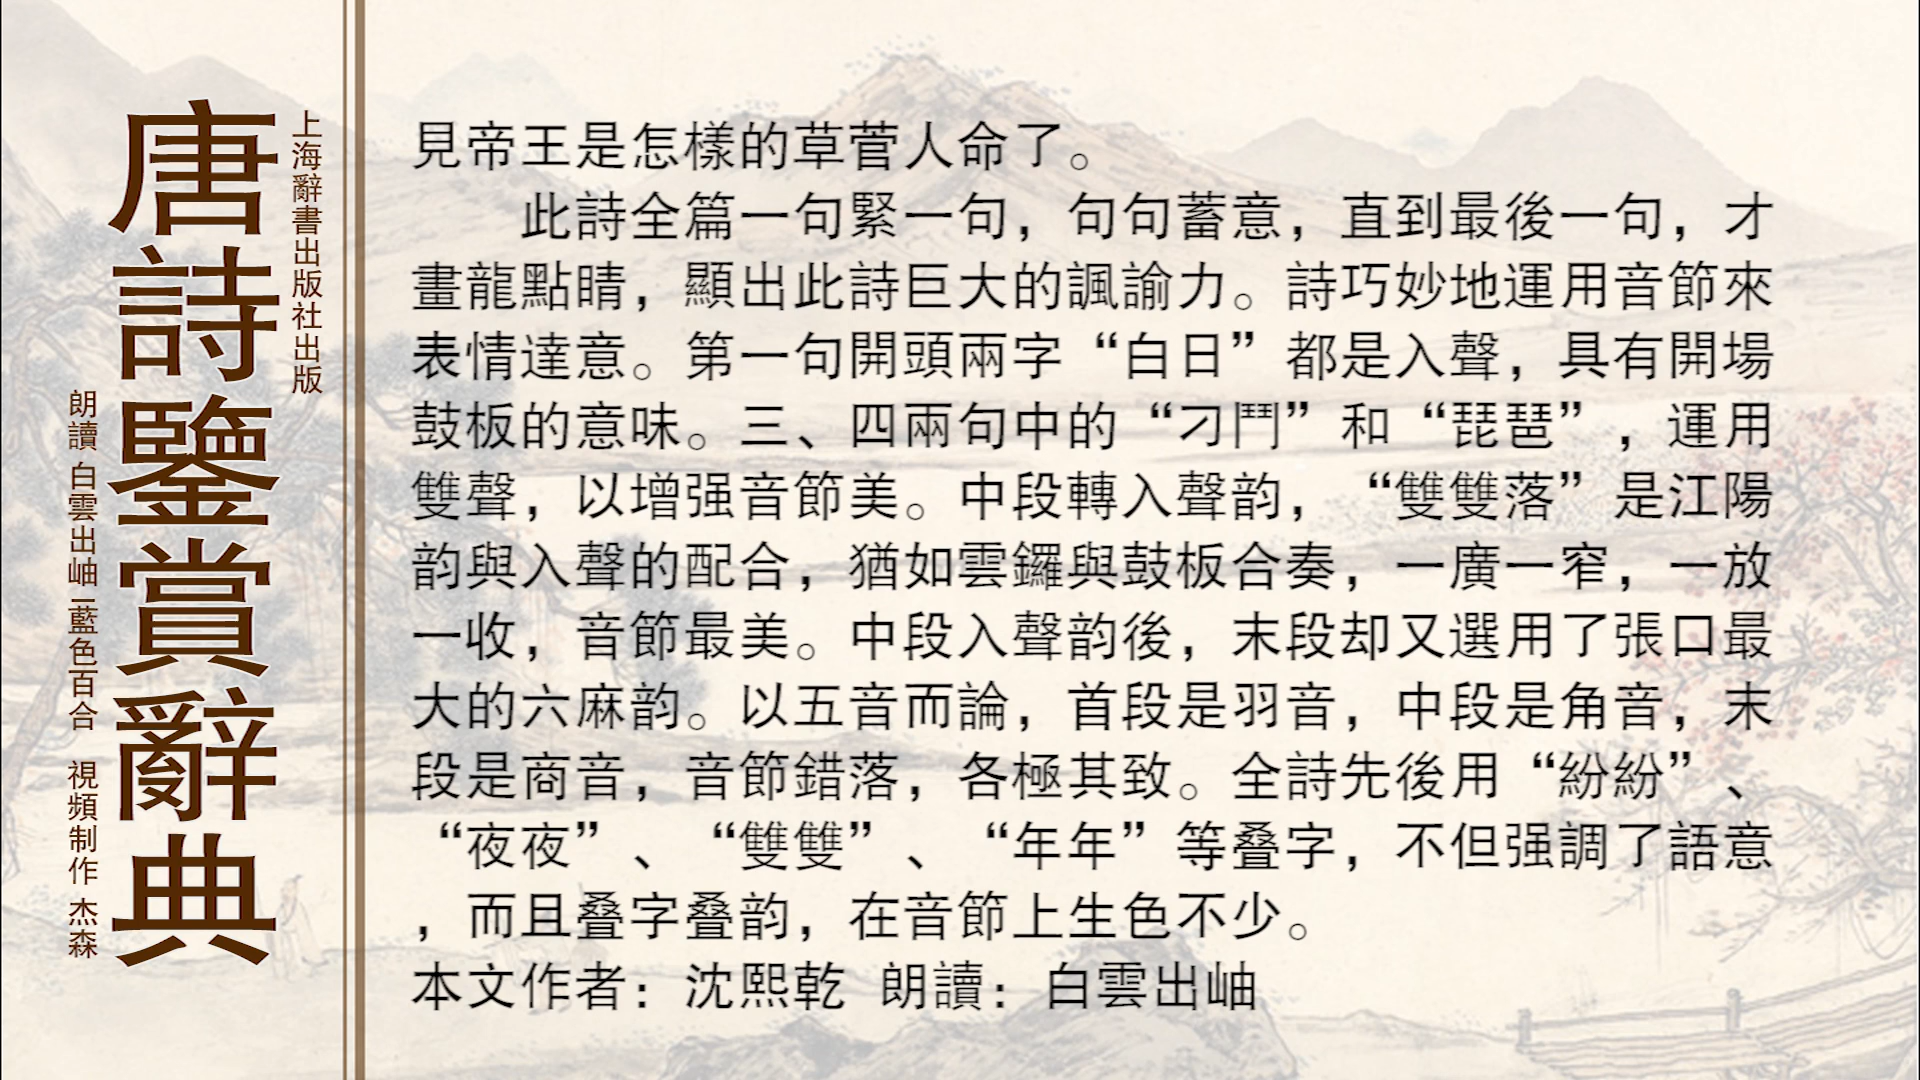 唐詩鑒賞辭典
上海辭書出版社出版
朗讀 白雲出岫 藍色百合 視頻制作 杰森
見帝王是怎樣的草菅人命了。
此詩全篇一句緊一句，句句蓄意，直到最後一句，才
畫龍點睛，顯出此詩巨大的諷諭力。詩巧妙地運用音節來
表情達意。第一句開頭兩字“白日”都是入聲，具有開場
鼓板的意味。三、四兩句中的“刁鬥”和“琵琶”，運用
雙聲，以增强音節美。中段轉入聲韵，“雙雙落”是江陽
韵與入聲的配合，猶如雲鑼與鼓板合奏，一廣一窄，一放
一收，音節最美。中段入聲韵後，末段却又選用了張口最
大的六麻韵。以五音而論，首段是羽音，中段是角音，末
段是商音，音節錯落，各極其致。全詩先後用“紛紛”、
“夜夜”、“雙雙”、“年年”等叠字，不但强調了語意
，而且叠字叠韵，在音節上生色不少。
本文作者：沈熙乾 朗讀：白雲出岫